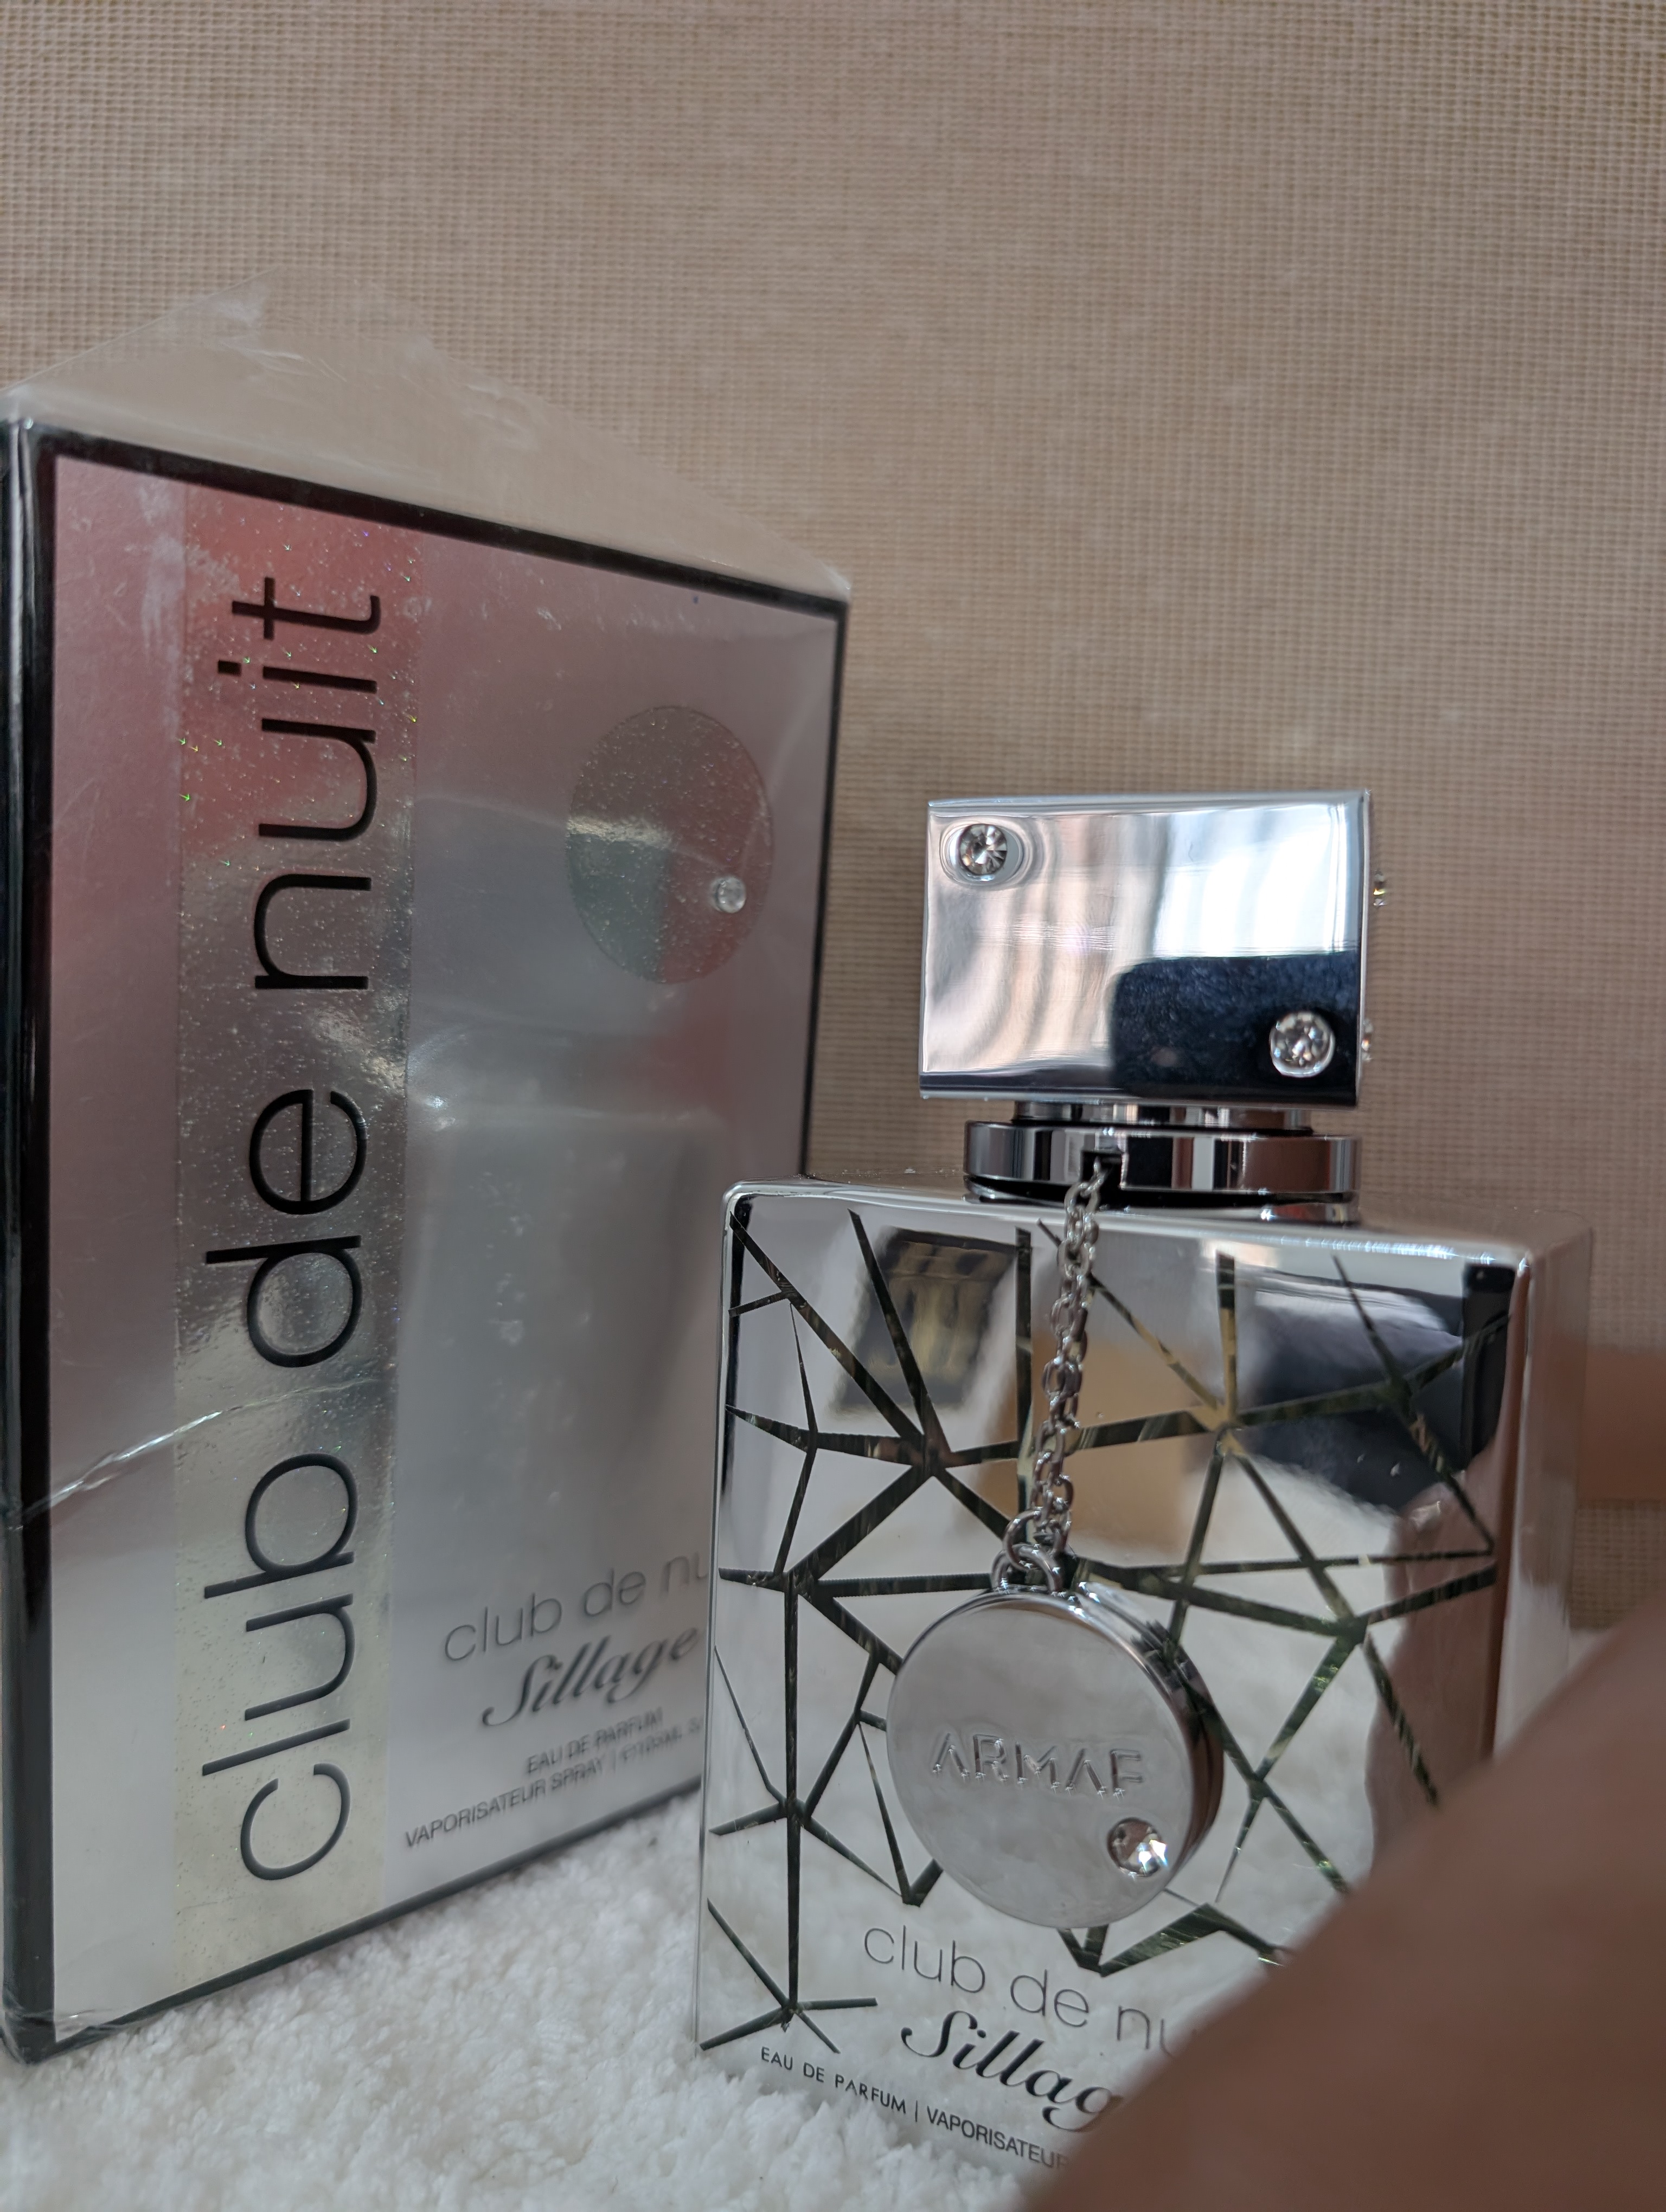 club de nuit
club de nu
Sillage
EAU DE PARFUM
VAPORISATEUR SPRAY |
ARMAF
club de nu
Sillag
EAU DE PARFUM | VAPORISATEUR